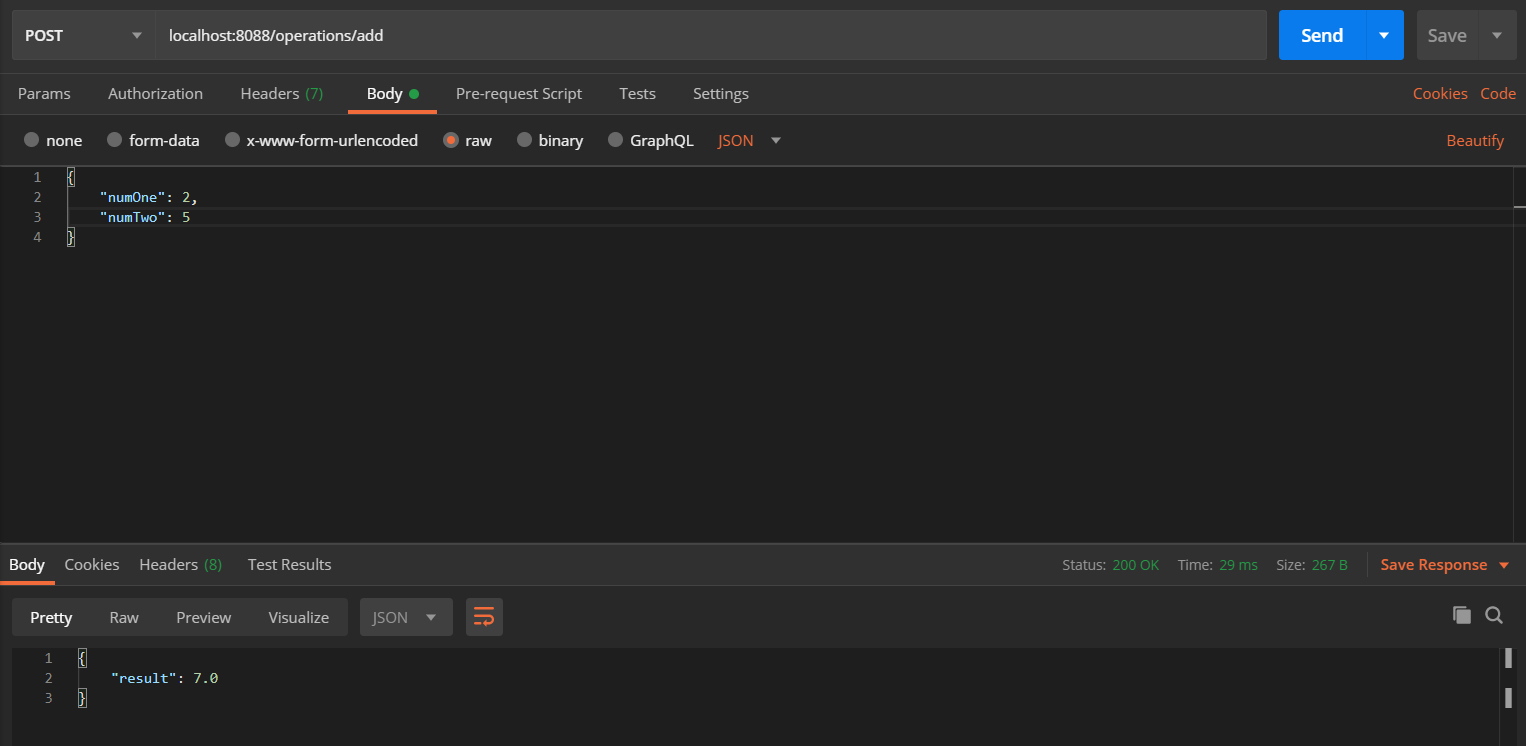 POST localhost:8088/operations/add Send Save
Params Authorization Headers (7) Body Pre-request Script Tests Settings Cookies Code
none form-data x-www-form-urlencoded raw binary GraphQL JSON Beautify
1 {
2 "numOne": 2,
3 "numTwo": 5
4 }
Body Cookies Headers (8) Test Results Status: 200 OK Time: 29 ms Size: 267 B Save Response
Pretty Raw Preview Visualize JSON
1 {
2 "result": 7.0
3 }